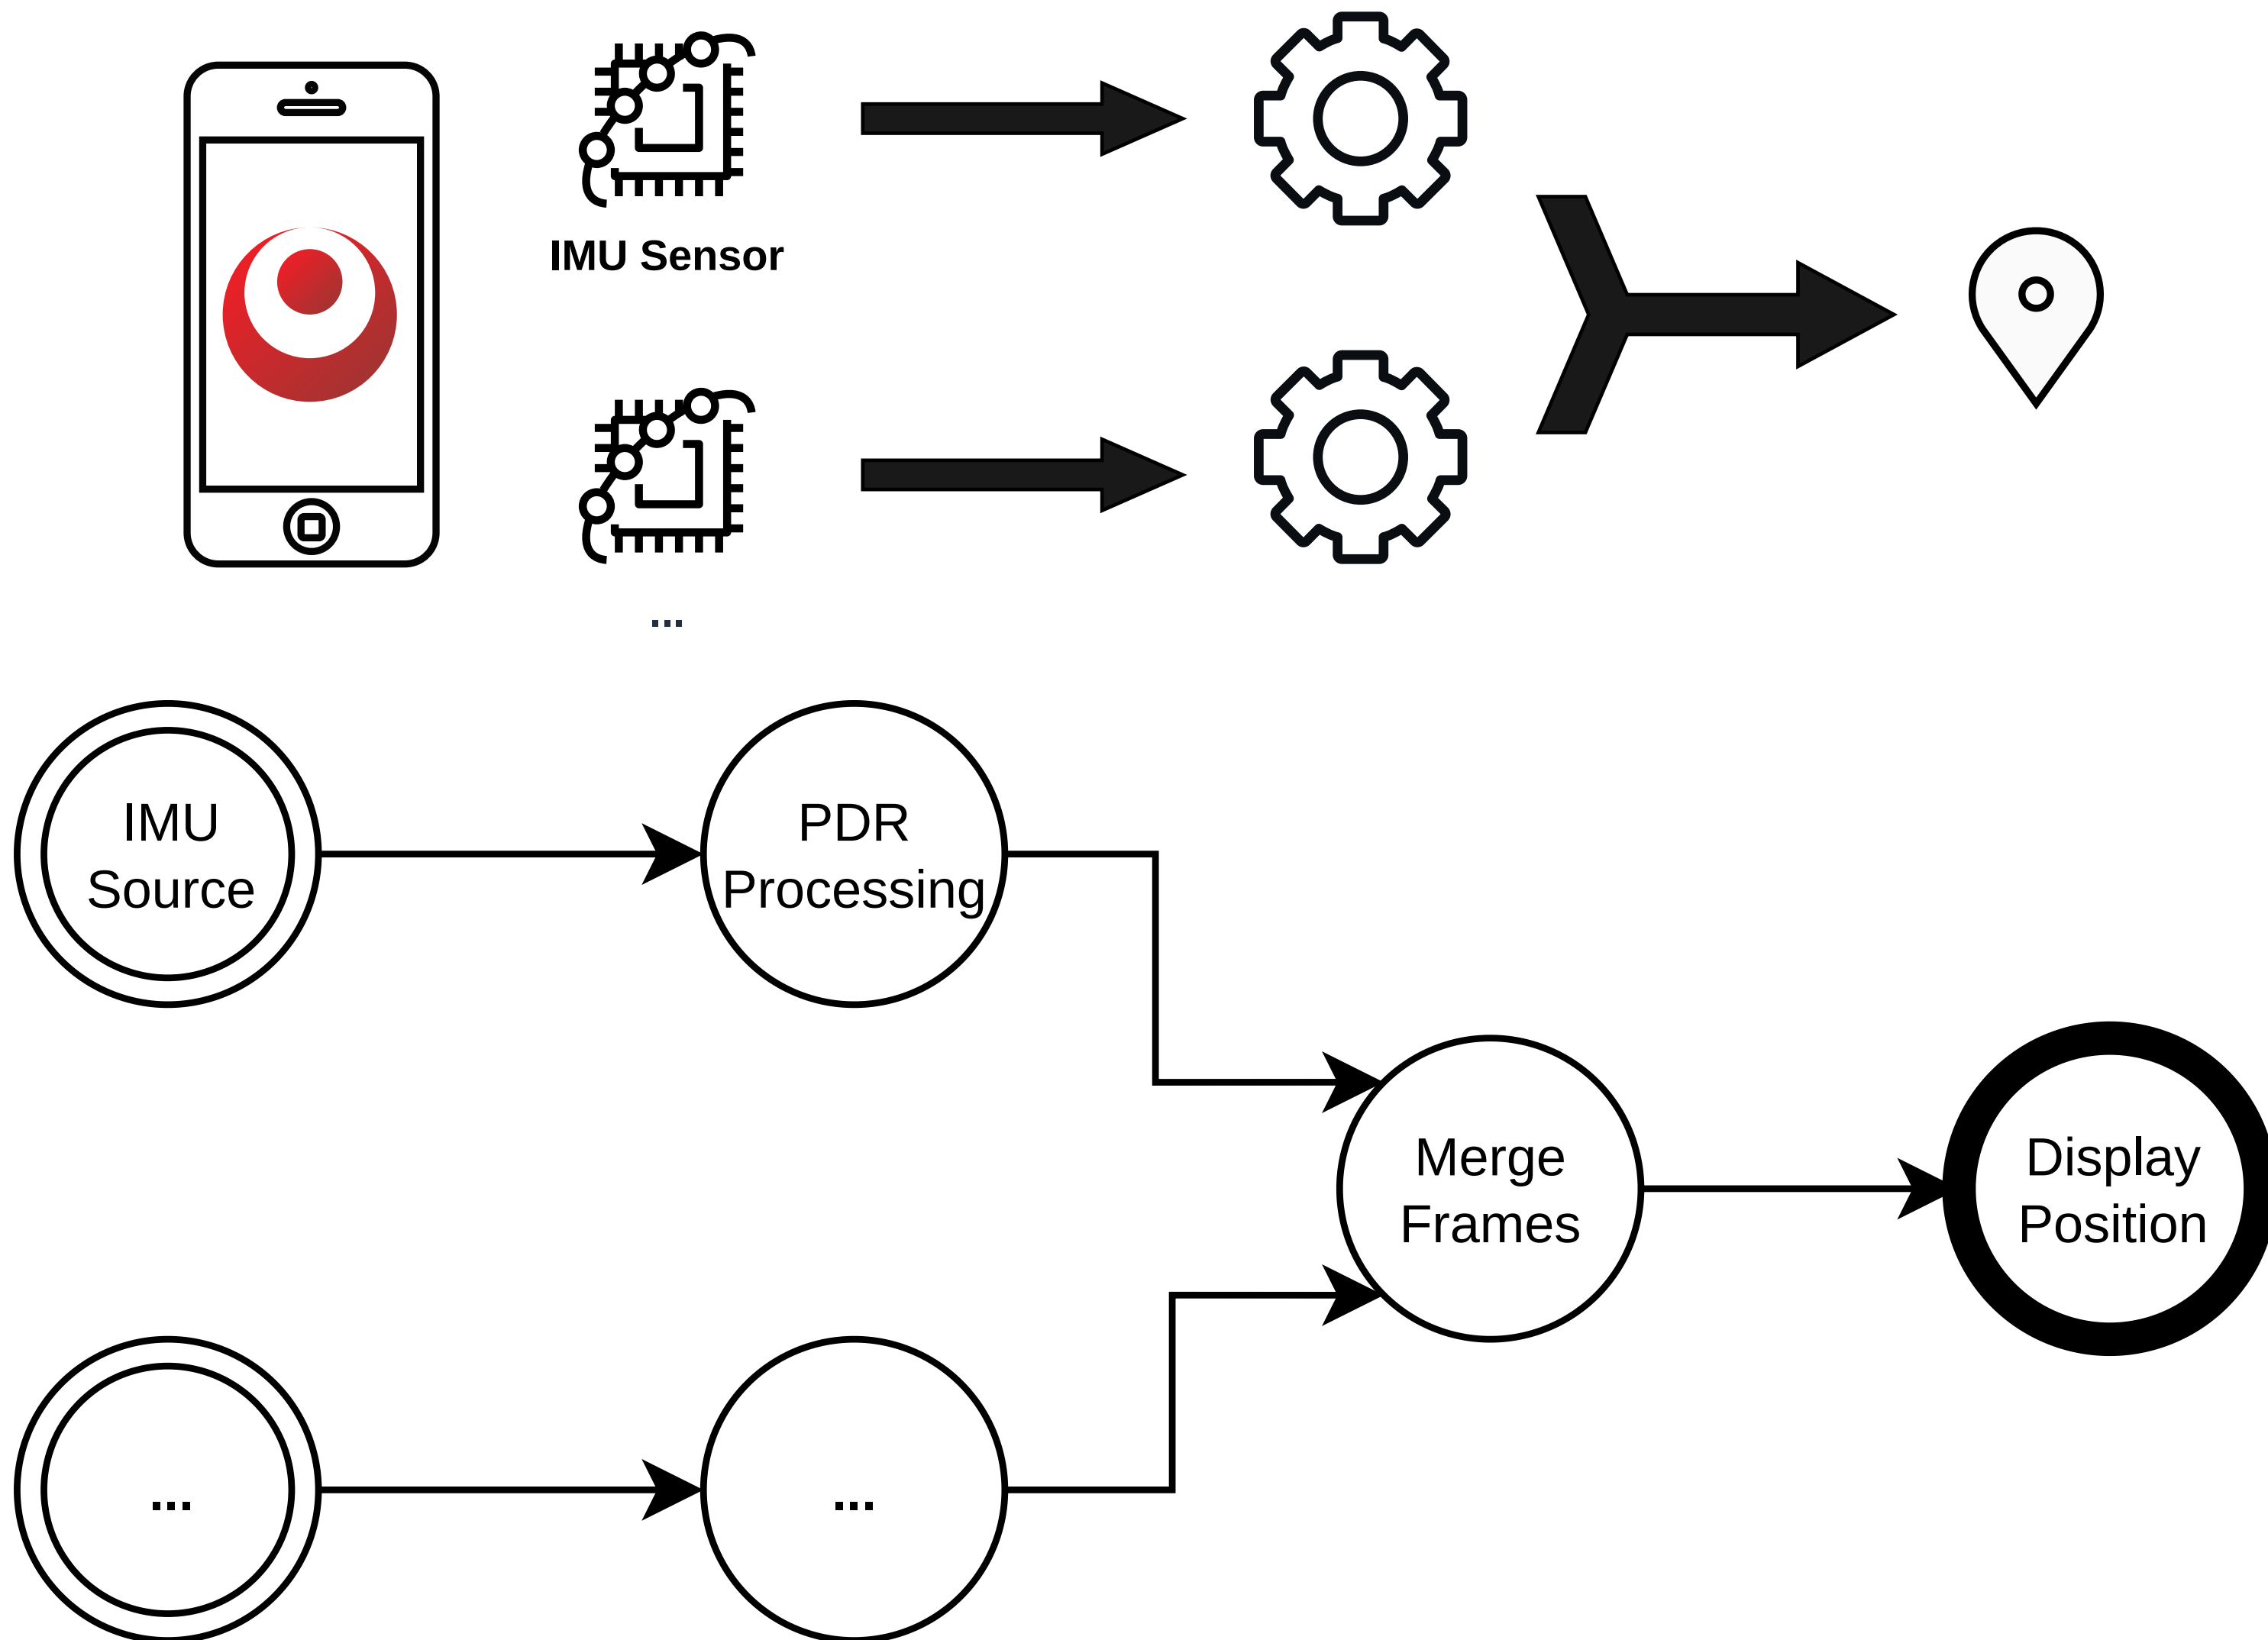 IMU Sensor
...
IMU
Source
PDR
Processing
Merge
Frames
Display
Position
...
...